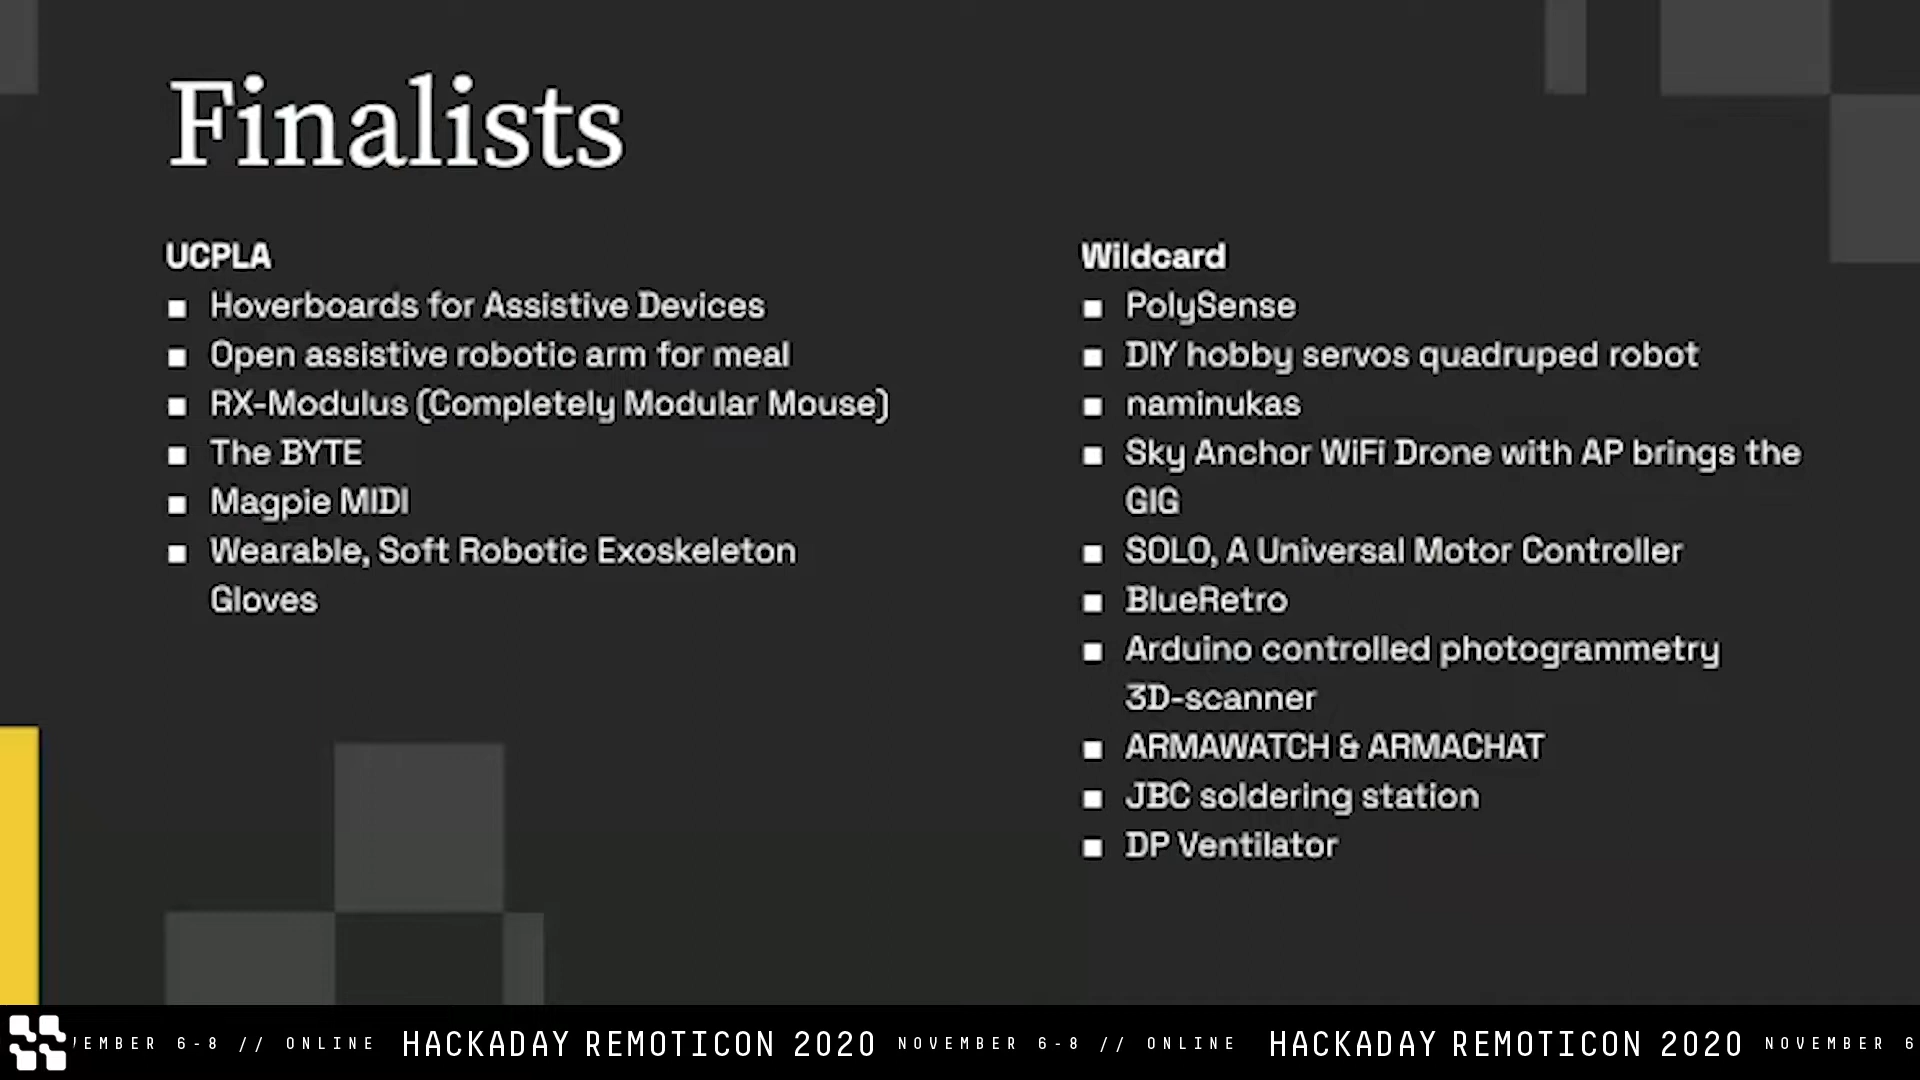 Finalists
UCPLA
Hoverboards for Assistive Devices
Open assistive robotic arm for meal
RX-Modulus (Completely Modular Mouse)
The BYTE
Magpie MIDI
Wearable, Soft Robotic Exoskeleton
Gloves
Wildcard
PolySense
DIY hobby servos quadruped robot
naminukas
Sky Anchor WiFi Drone with AP brings the
GIG
SOLO, A Universal Motor Controller
BlueRetro
Arduino controlled photogrammetry
3D-scanner
ARMAWATCH & ARMACHAT
JBC soldering station
DP Ventilator
VEMBER 6-8 // ONLINE HACKADAY REMOTICON 2020 NOVEMBER 6-8 // ONLINE HACKADAY REMOTICON 2020 NOVEMBER 6